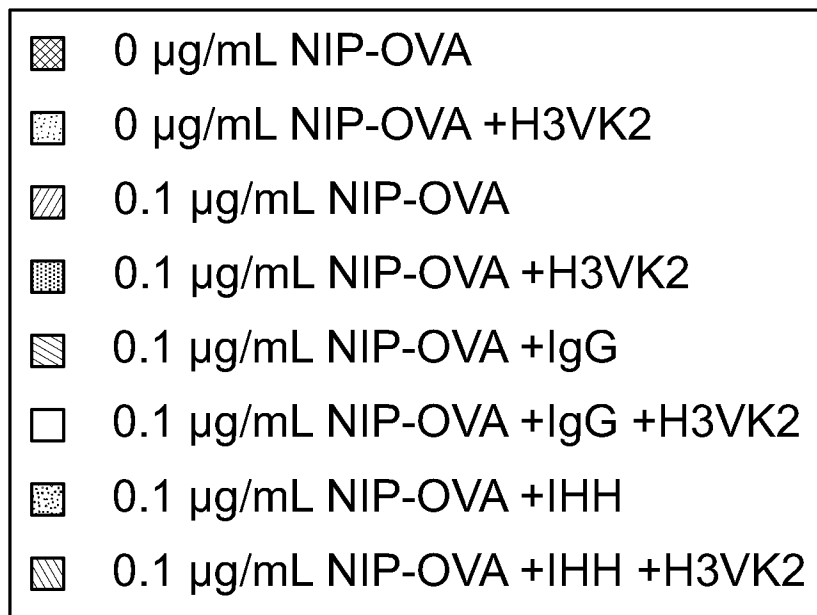 0 µg/mL NIP-OVA
0 µg/mL NIP-OVA +H3VK2
0.1 µg/mL NIP-OVA
0.1 µg/mL NIP-OVA +H3VK2
0.1 µg/mL NIP-OVA +IgG
0.1 µg/mL NIP-OVA +IgG +H3VK2
0.1 µg/mL NIP-OVA +IHH
0.1 µg/mL NIP-OVA +IHH +H3VK2